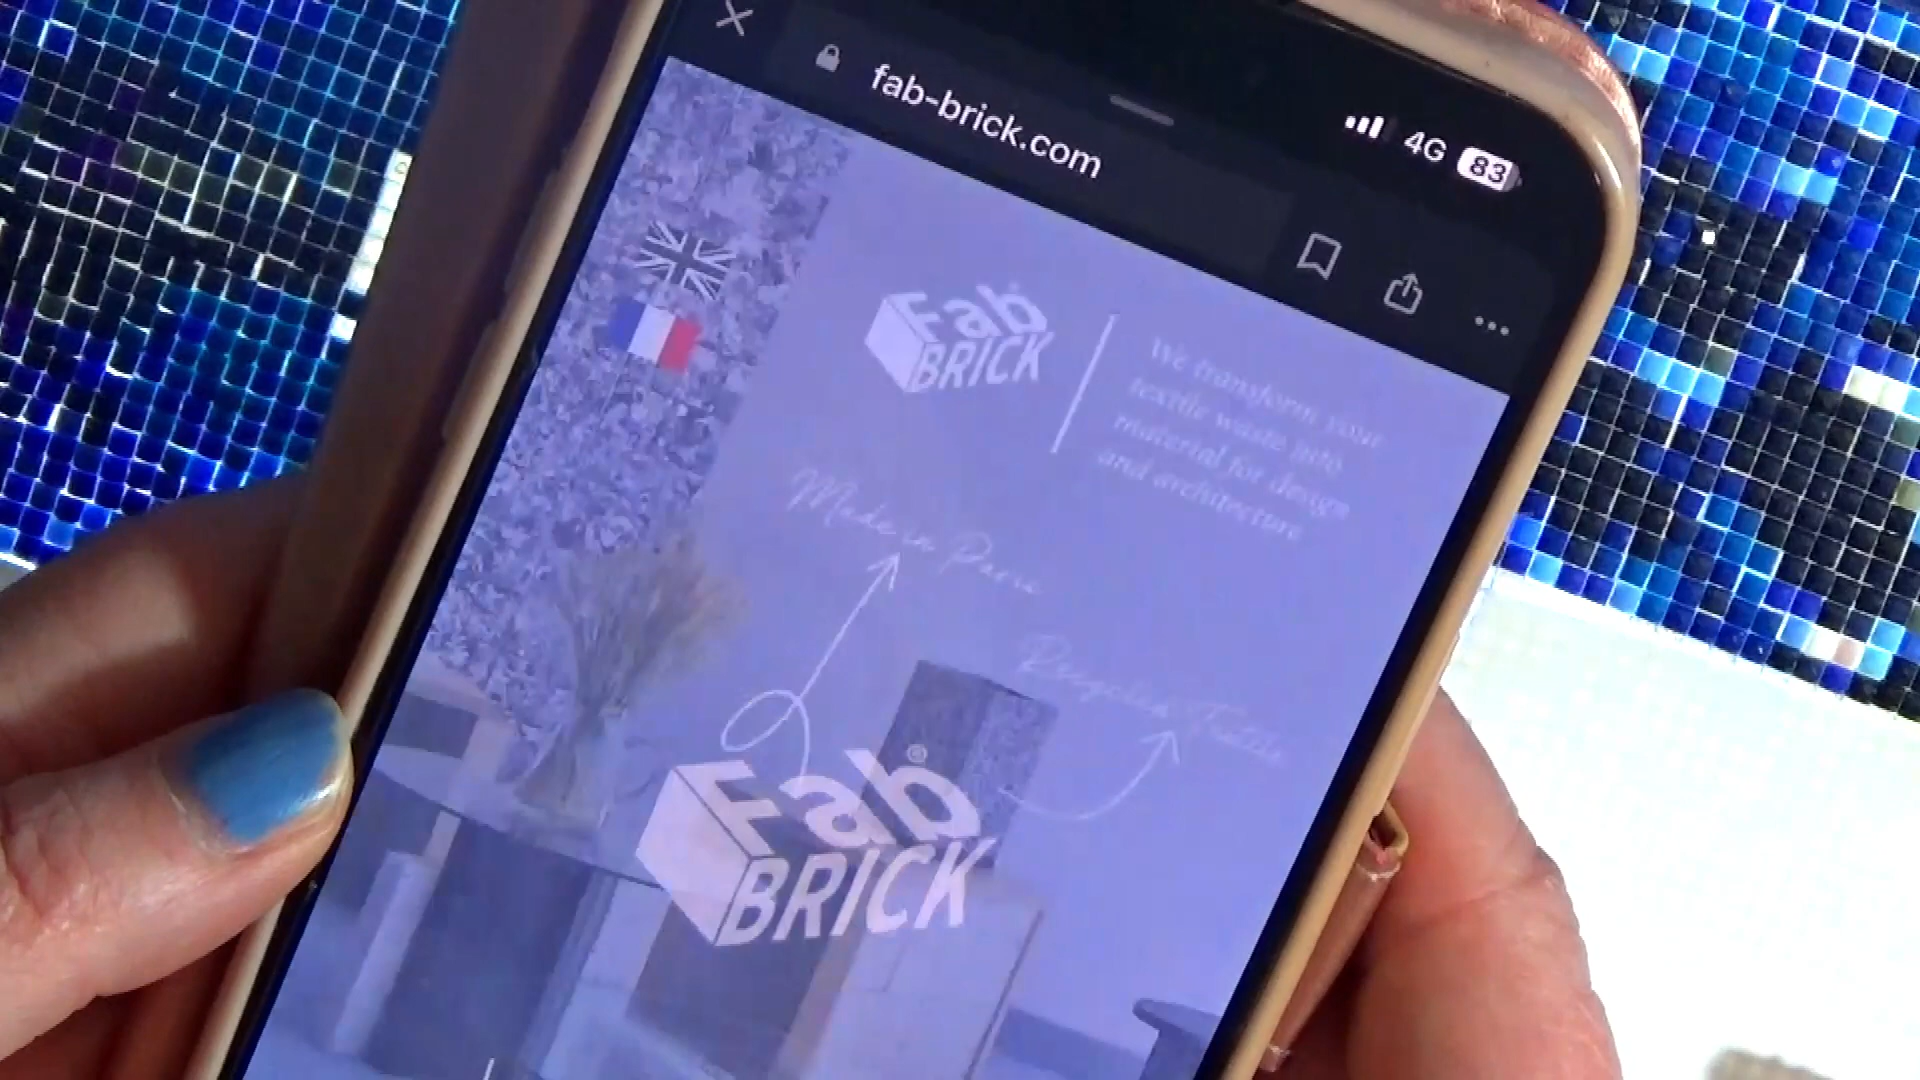 fab-brick.com
4G 83
Fab
BRICK
We transform your
textile waste into
material for design
and architecture
Made in Paris
Recycled Textile
Fab®
BRICK